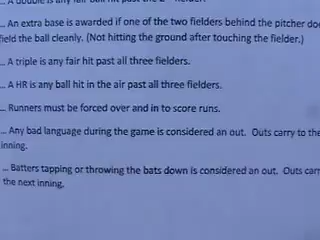 .. A double is any fair ball hit past the 2
.. An extra base is awarded if one of the two fielders behind the pitcher do
field the ball cleanly. (Not hitting the ground after touching the fielder.)
.. A triple is any fair hit past all three fielders.
.. A HR is any ball hit in the air past all three fielders.
.. Runners must be forced over and in to score runs.
.. Any bad language during the game is considered an out. Outs carry to the
inning.
.. Batters tapping or throwing the bats down is considered an out. Outs carr
the next inning.